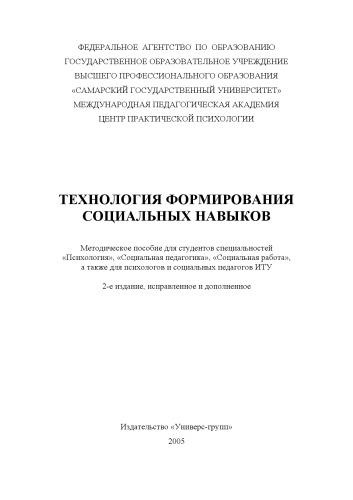 ФЕДЕРАЛЬНОЕ АГЕНТСТВО ПО ОБРАЗОВАНИЮ
ГОСУДАРСТВЕННОЕ ОБРАЗОВАТЕЛЬНОЕ УЧРЕЖДЕНИЕ
ВЫСШЕГО ПРОФЕССИОНАЛЬНОГО ОБРАЗОВАНИЯ
«САМАРСКИЙ ГОСУДАРСТВЕННЫЙ УНИВЕРСИТЕТ»
МЕЖДУНАРОДНАЯ ПЕДАГОГИЧЕСКАЯ АКАДЕМИЯ
ЦЕНТР ПРАКТИЧЕСКОЙ ПСИХОЛОГИИ
ТЕХНОЛОГИЯ ФОРМИРОВАНИЯ
СОЦИАЛЬНЫХ НАВЫКОВ
Методическое пособие для студентов специальностей
«Психология», «Социальная педагогика», «Социальная работа»,
а также для психологов и социальных педагогов ИТУ
2-е издание, исправленное и дополненное
Издательство «Универс-групп»
2005